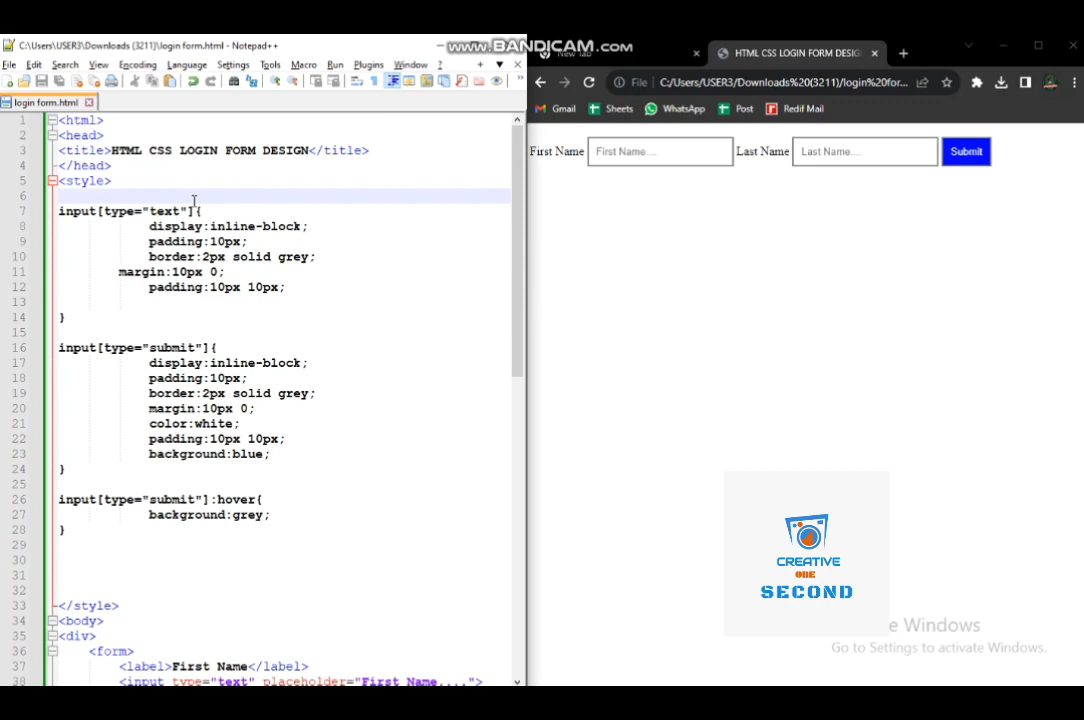 C:\Users\USER3\Downloads (3211)\login form.html - Notepad++
www.BANDICAM.com
File Edit Search View Encoding Language Settings Tools Macro Run Plugins Window ?
login form.html
1 <html>
2 <head>
3 <title>HTML CSS LOGIN FORM DESIGN</title>
4 </head>
5 <style>
6
7 input[type="text"]{
8 display:inline-block;
9 padding:10px;
10 border:2px solid grey;
11 margin:10px 0;
12 padding:10px 10px;
13
14 }
15
16 input[type="submit"]{
17 display:inline-block;
18 padding:10px;
19 border:2px solid grey;
20 margin:10px 0;
21 color:white;
22 padding:10px 10px;
23 background:blue;
24 }
25
26 input[type="submit"]:hover{
27 background:grey;
28 }
29
30
31
32
33 </style>
34 <body>
35 <div>
36 <form>
37 <label>First Name</label>
38 <input type="text" placeholder="First Name....">
New Tab
HTML CSS LOGIN FORM DESIG
File C:/Users/USER3/Downloads%20(3211)/login%20for...
Gmail Sheets WhatsApp Post Redif Mail
First Name First Name.... Last Name Last Name.... Submit
CREATIVE
ONE
SECOND
e Windows
Go to Settings to activate Windows.